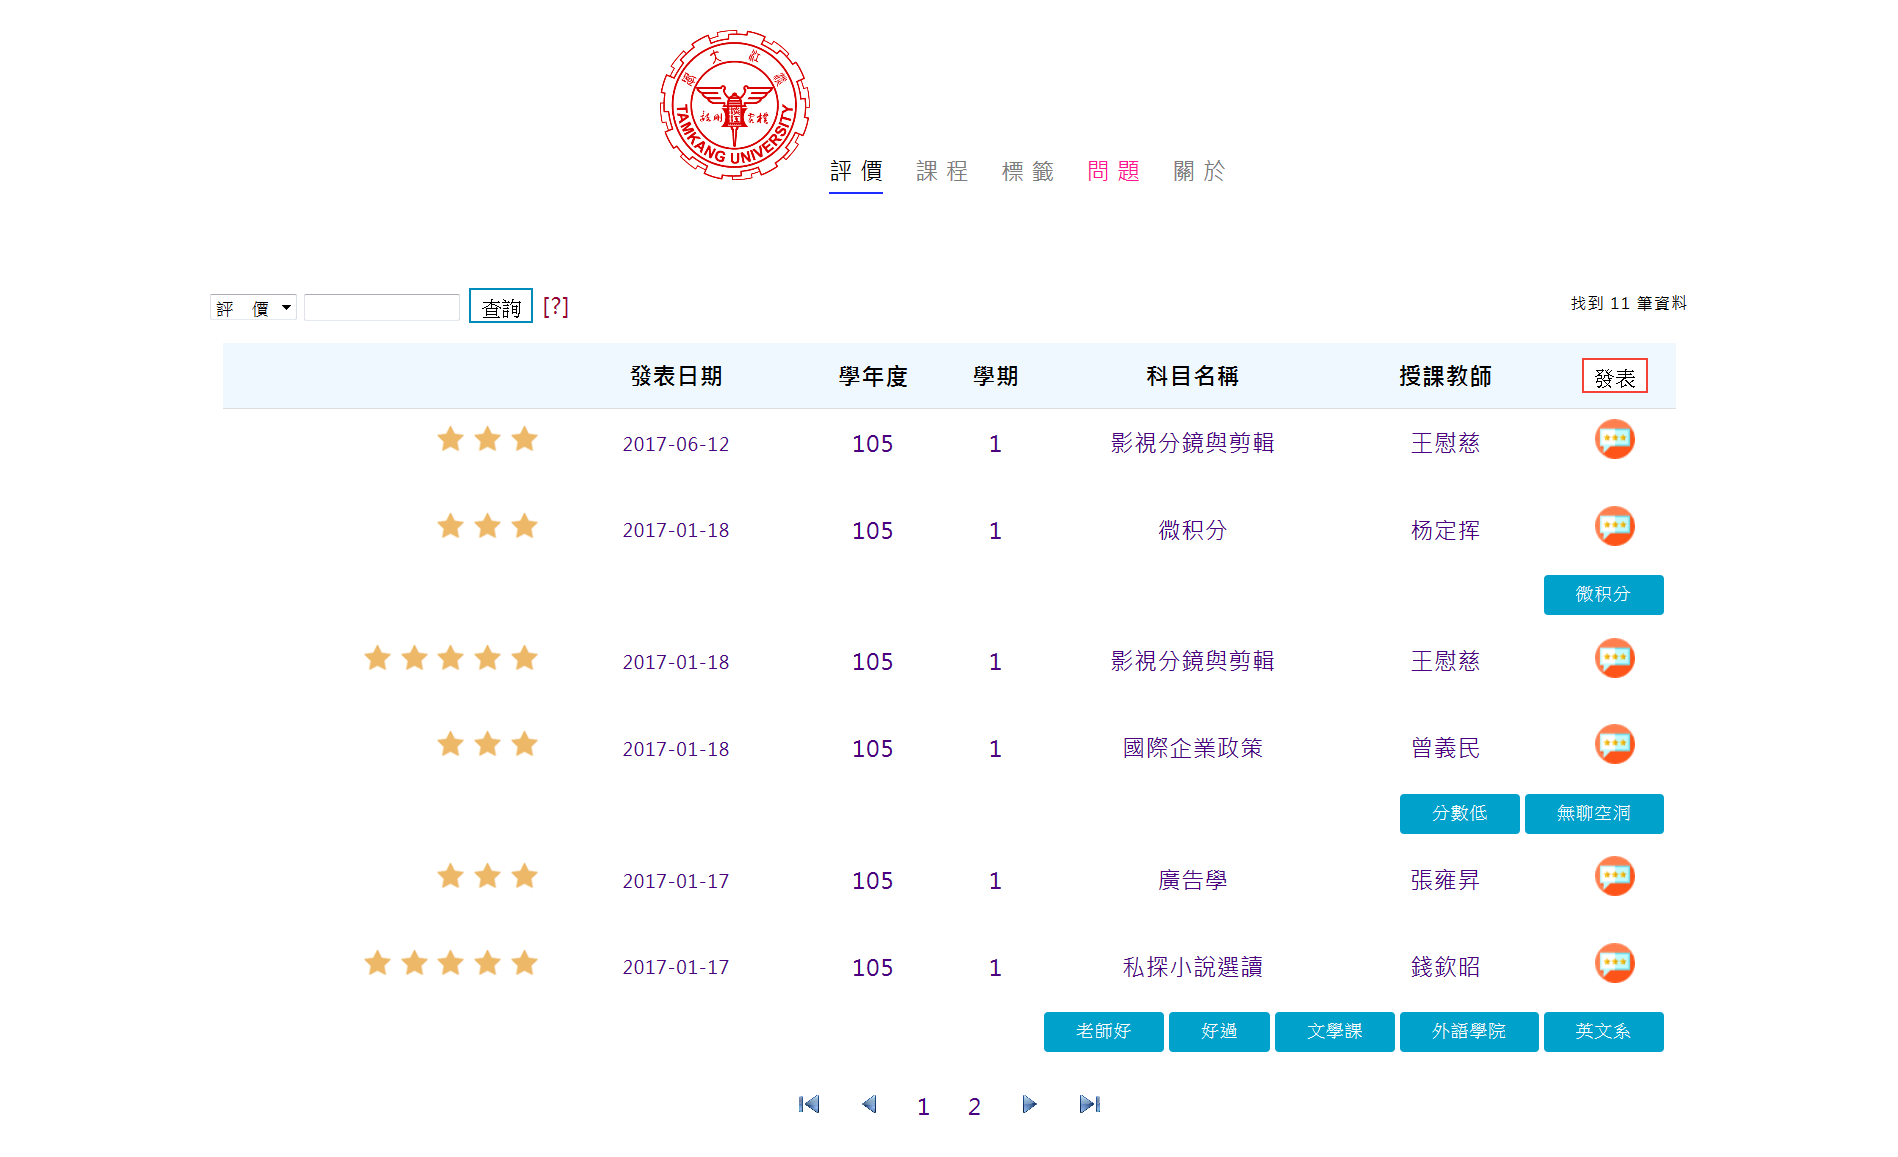 TAMKANG UNIVERSITY
評價 課程 標籤 問題 關於
評 價 查詢 [?] 找到 11 筆資料
發表日期 學年度 學期 科目名稱 授課教師 發表
2017-06-12 105 1 影視分鏡與剪輯 王慰慈
2017-01-18 105 1 微积分 杨定挥
微积分
2017-01-18 105 1 影視分鏡與剪輯 王慰慈
2017-01-18 105 1 國際企業政策 曾義民
分數低 無聊空洞
2017-01-17 105 1 廣告學 張雍昇
2017-01-17 105 1 私探小說選讀 錢欽昭
老師好 好過 文學課 外語學院 英文系
1 2